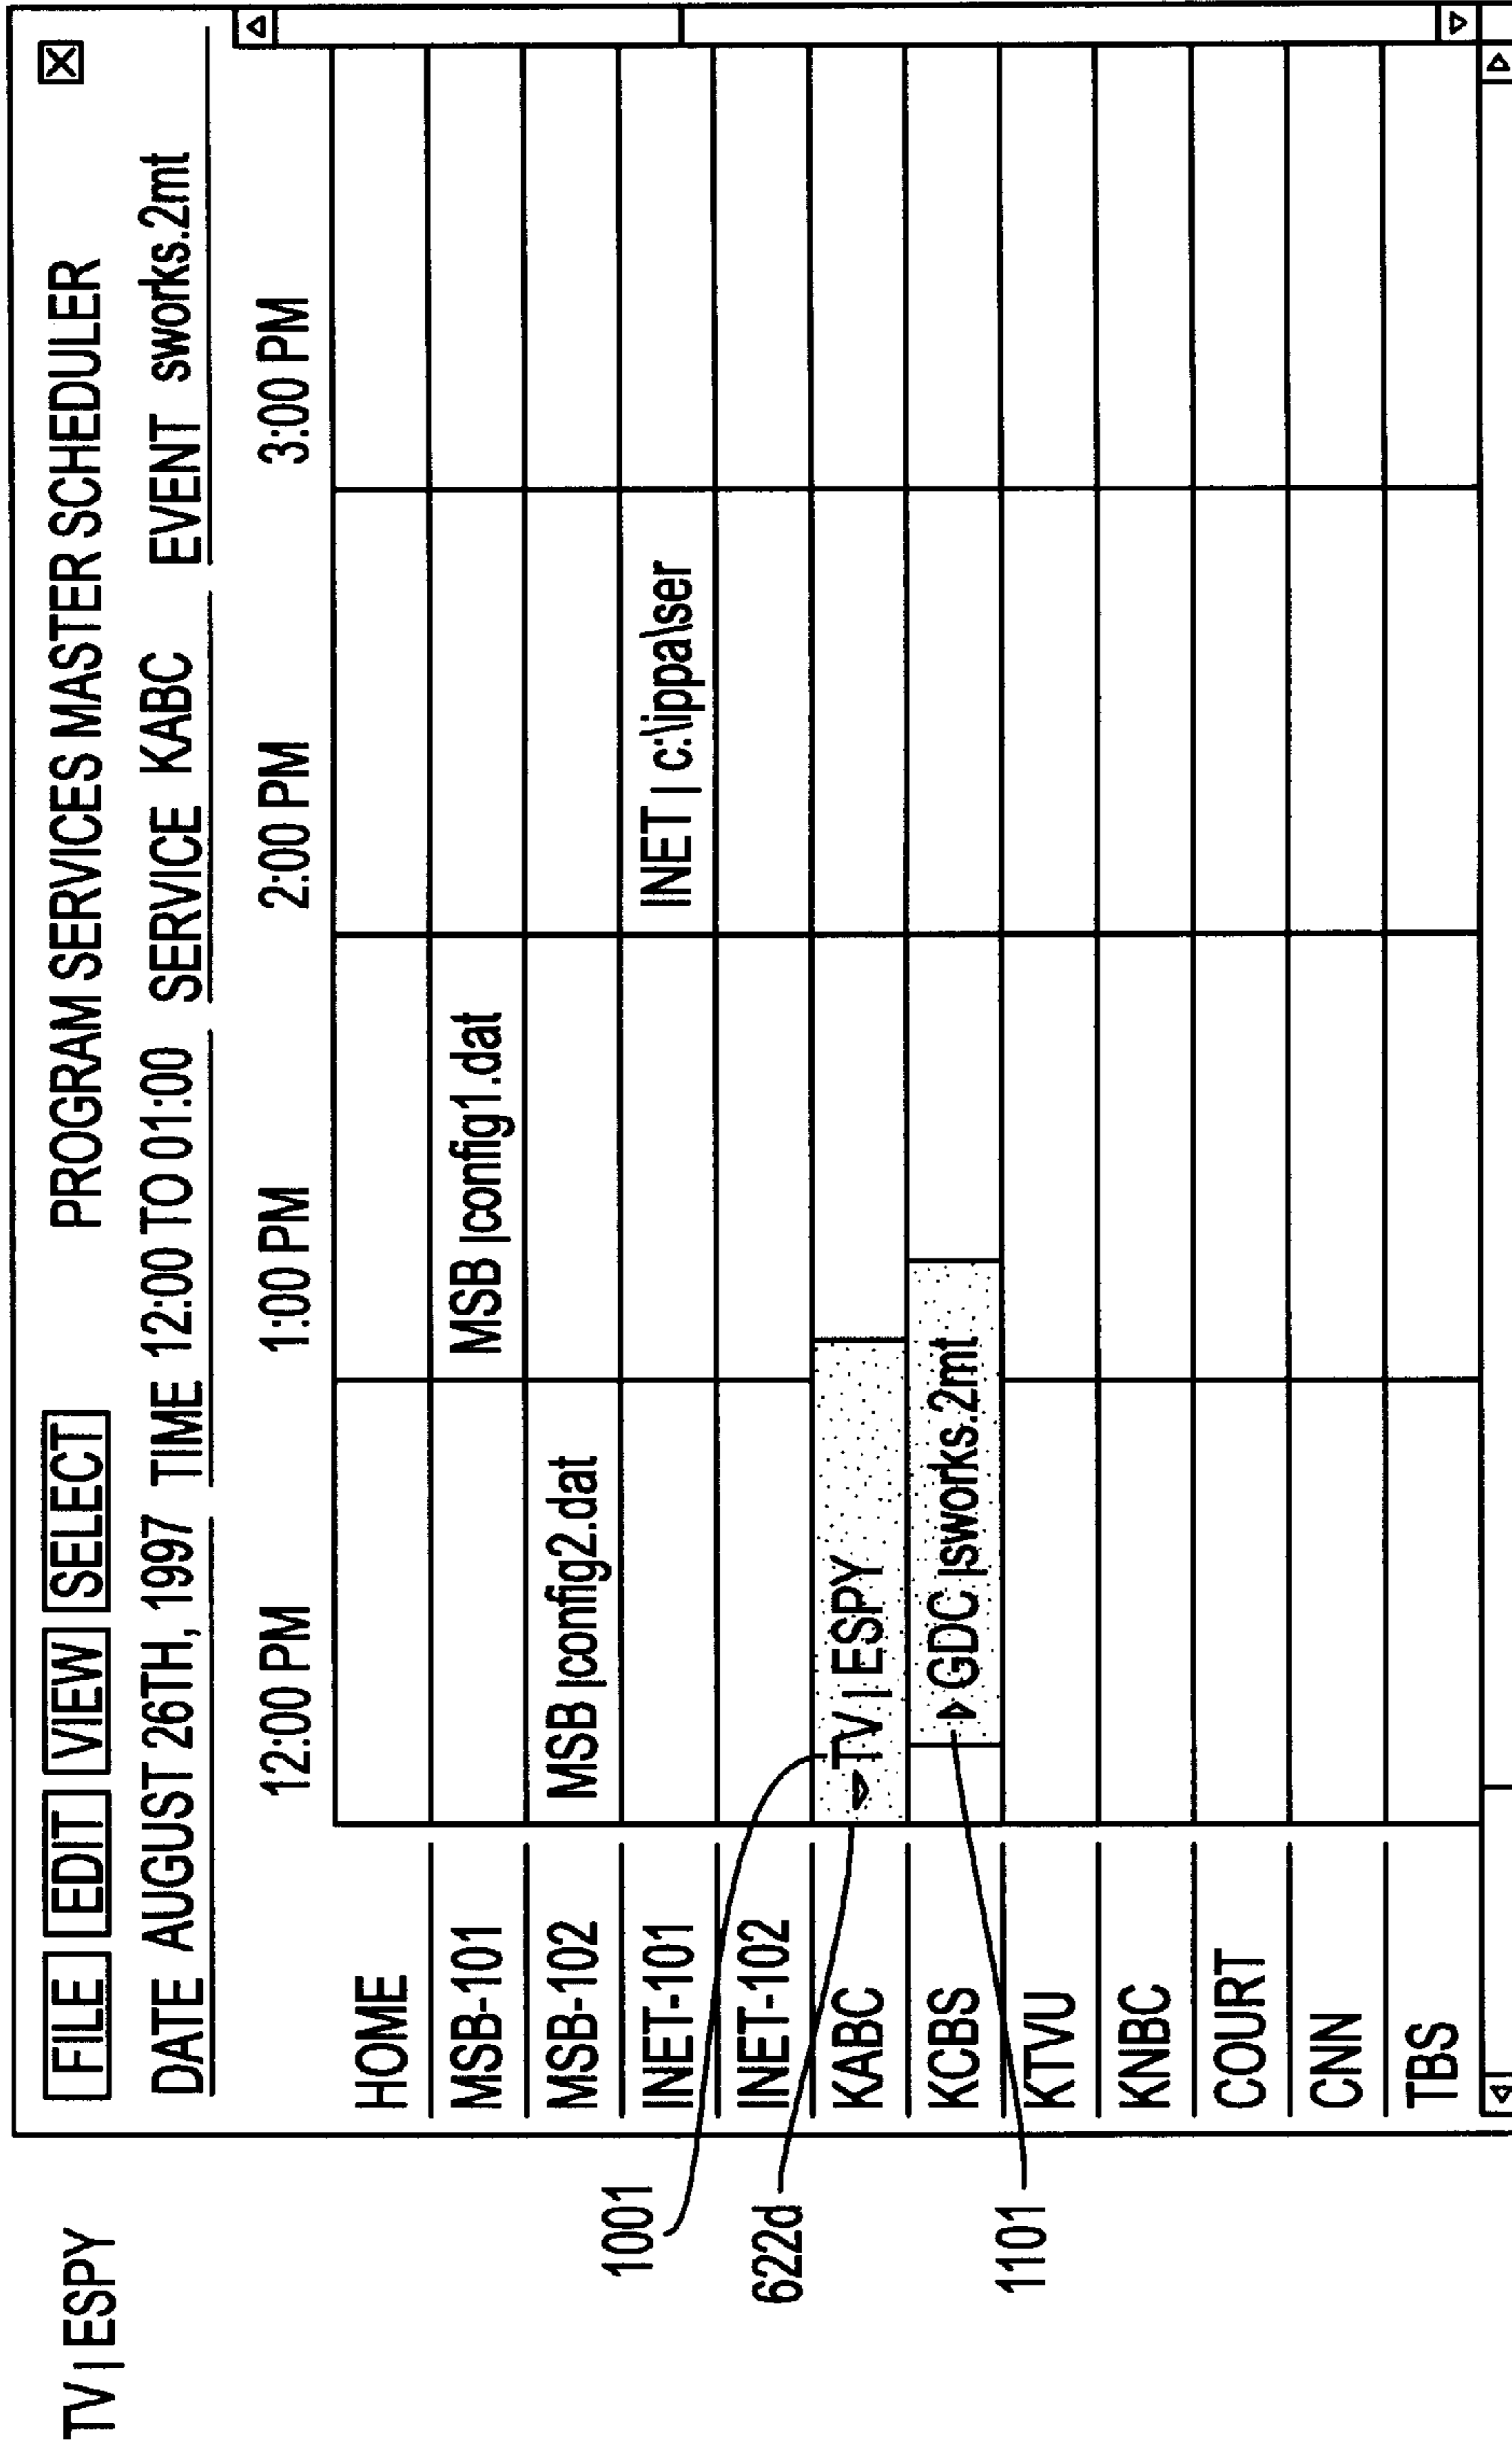 TV | ESPY
FILE EDIT VIEW SELECT PROGRAM SERVICES MASTER SCHEDULER X
DATE AUGUST 26TH, 1997 TIME 12:00 TO 01:00 SERVICE KABC EVENT sworks.2mt
12:00 PM 1:00 PM 2:00 PM 3:00 PM
HOME
MSB-101 MSB |config1.dat
MSB-102 MSB |config2.dat
INET-101 INET | c:\ippa\ser
INET-102
KABC TV | ESPY
KCBS GDC |sworks.2mt
KTVU
KNBC
COURT
CNN
TBS
1001
622d
1101